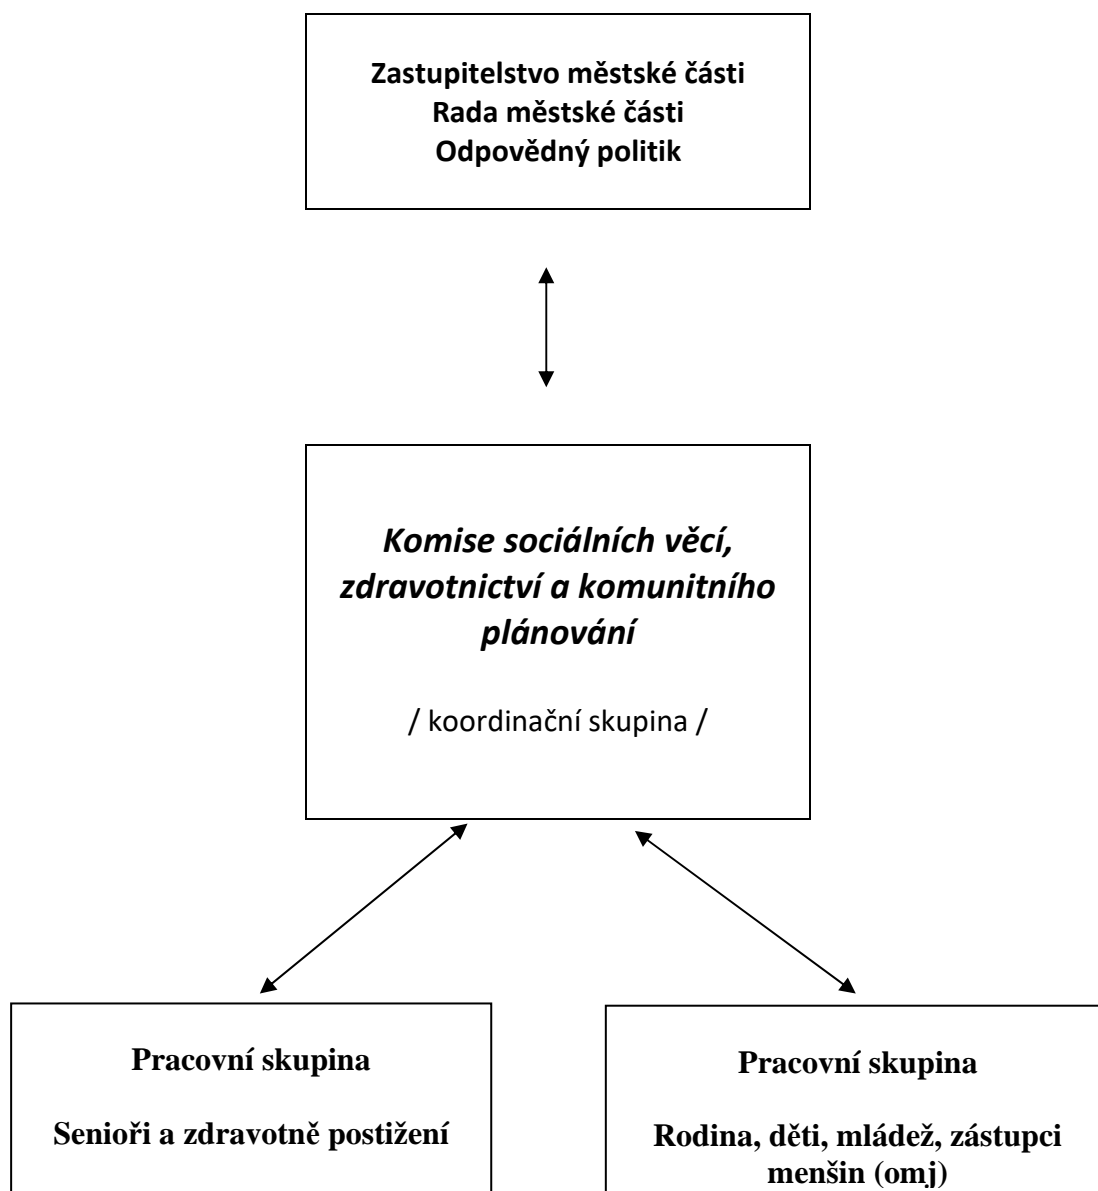 Zastupitelstvo městské části
Rada městské části
Odpovědný politik
Komise sociálních věcí,
zdravotnictví a komunitního
plánování
/ koordinační skupina /
Pracovní skupina
Senioři a zdravotně postižení
Pracovní skupina
Rodina, děti, mládež, zástupci
menšin (omj)